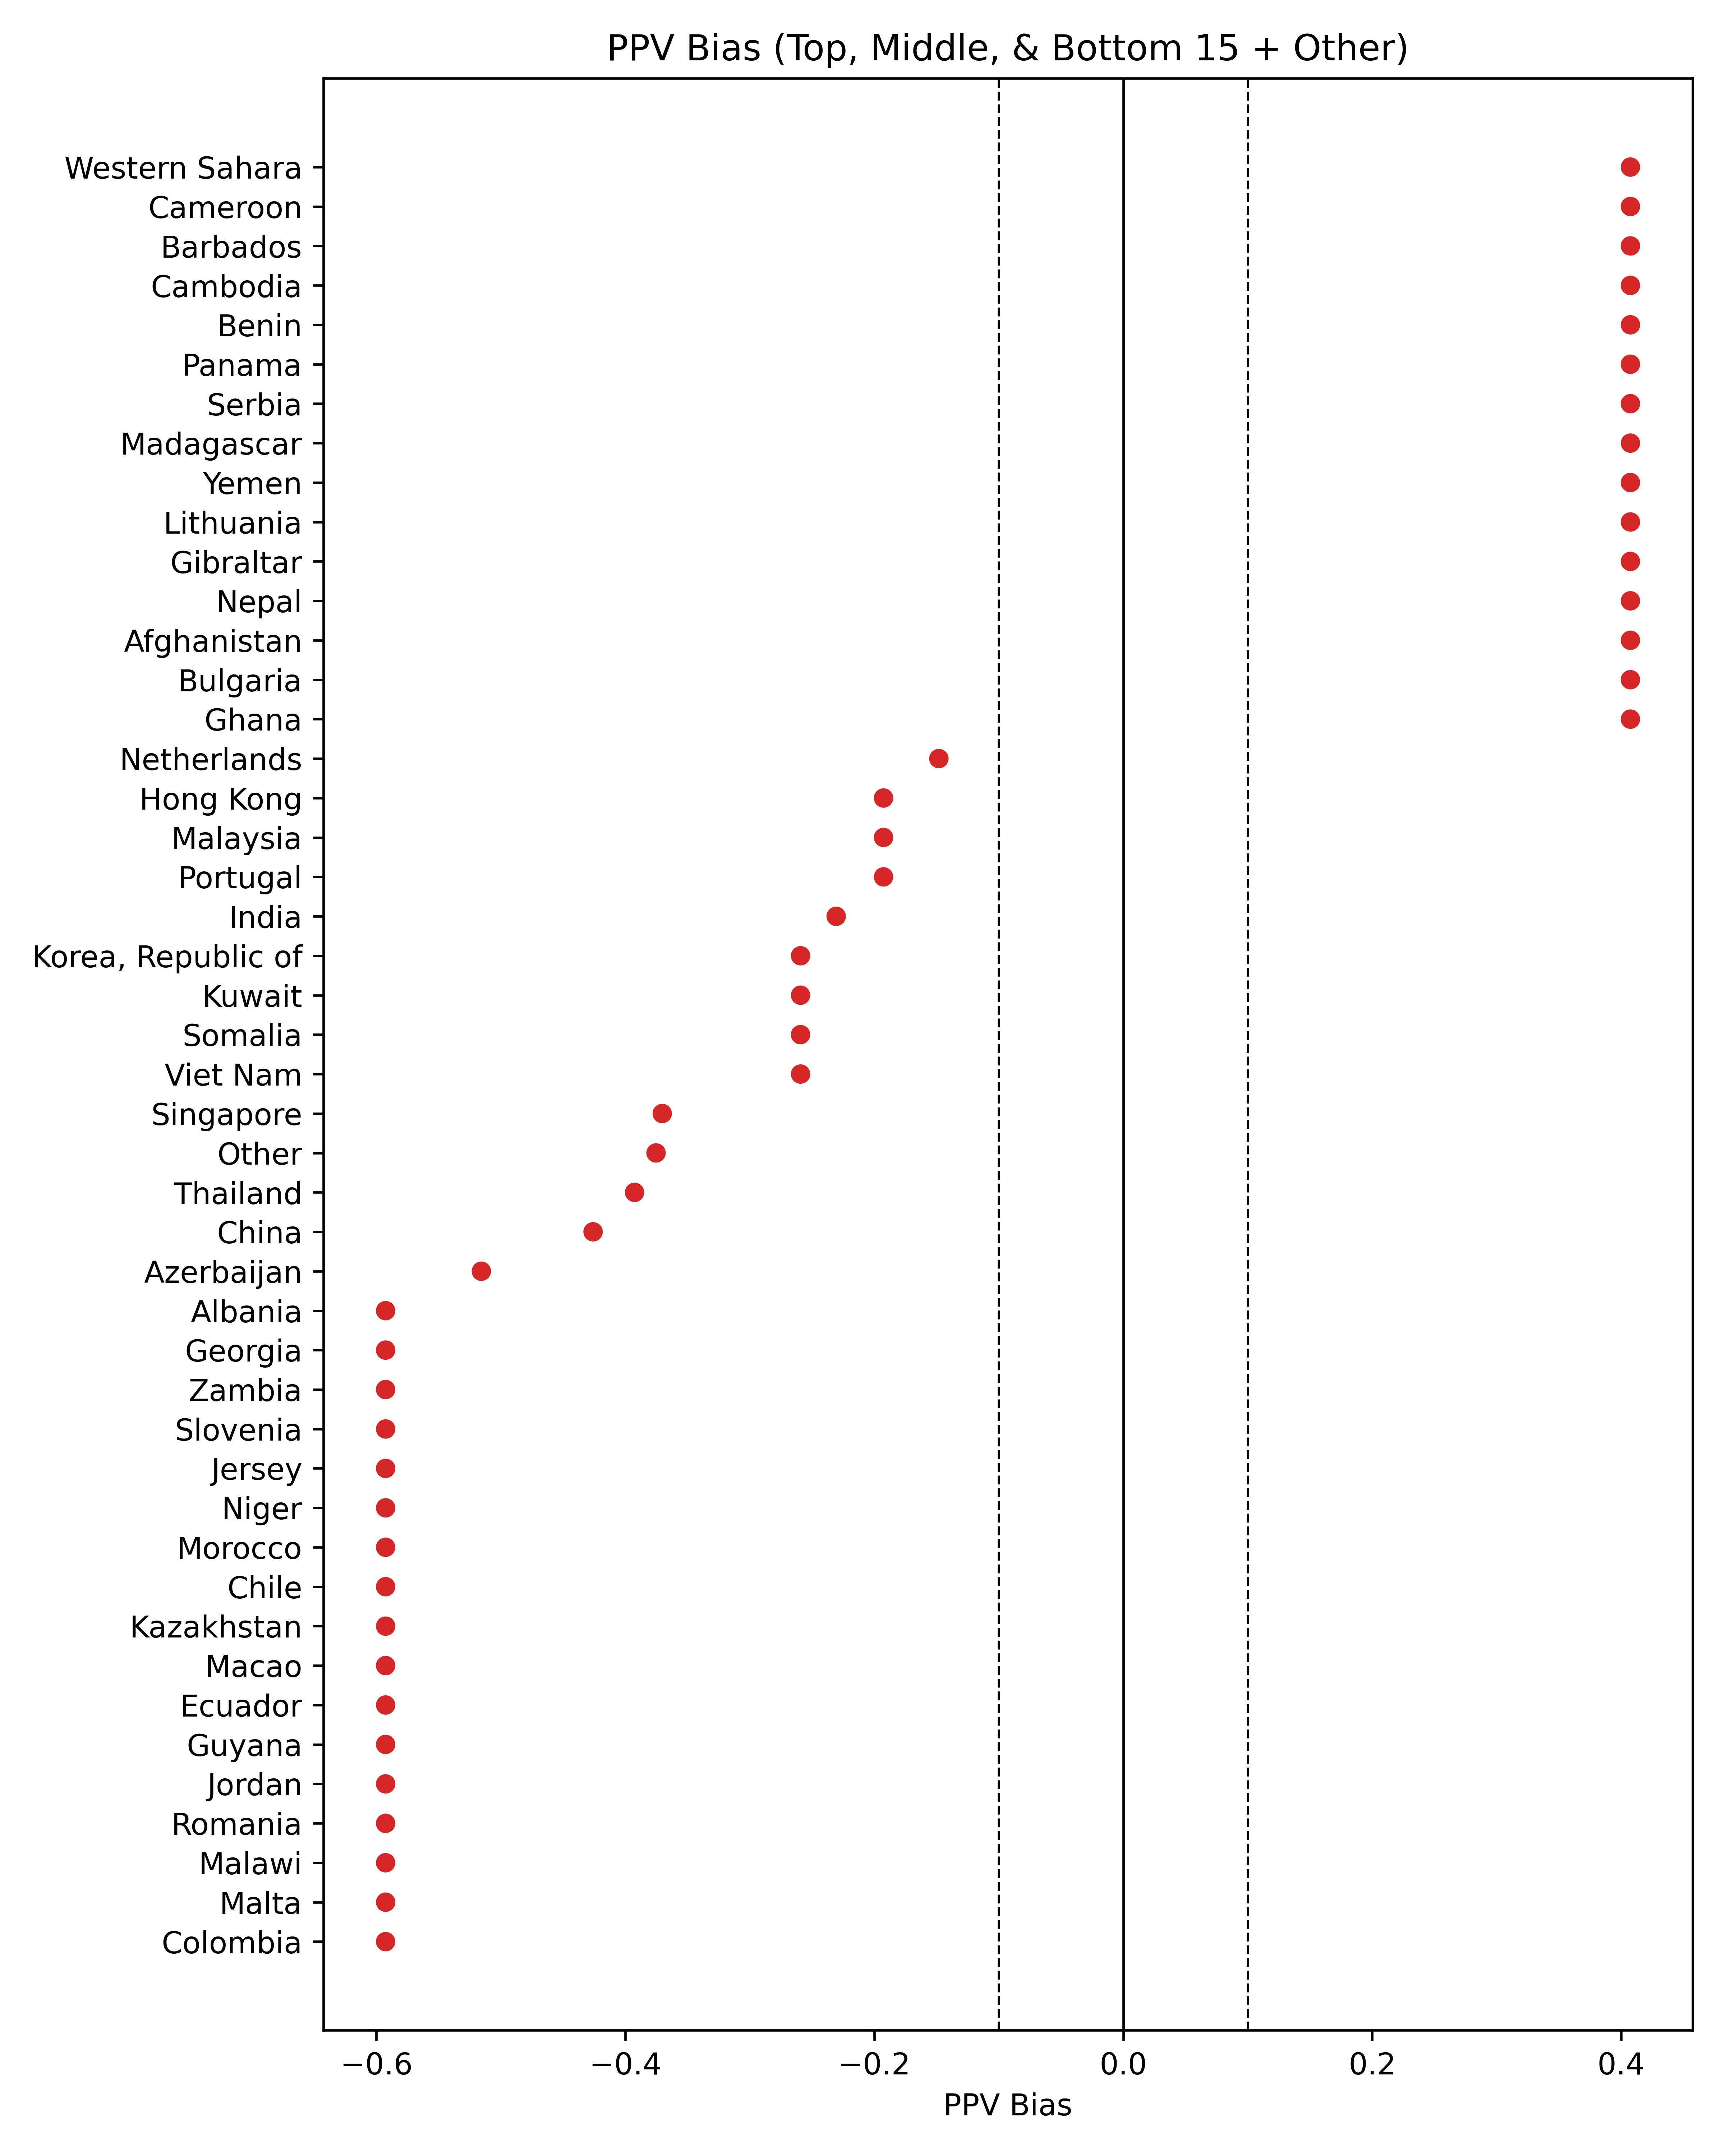 PPV Bias (Top, Middle, & Bottom 15 + Other)
Western Sahara
Cameroon
Barbados
Cambodia
Benin
Panama
Serbia
Madagascar
Yemen
Lithuania
Gibraltar
Nepal
Afghanistan
Bulgaria
Ghana
Netherlands
Hong Kong
Malaysia
Portugal
India
Korea, Republic of
Kuwait
Somalia
Viet Nam
Singapore
Other
Thailand
China
Azerbaijan
Albania
Georgia
Zambia
Slovenia
Jersey
Niger
Morocco
Chile
Kazakhstan
Macao
Ecuador
Guyana
Jordan
Romania
Malawi
Malta
Colombia
−0.6 −0.4 −0.2 0.0 0.2 0.4
PPV Bias